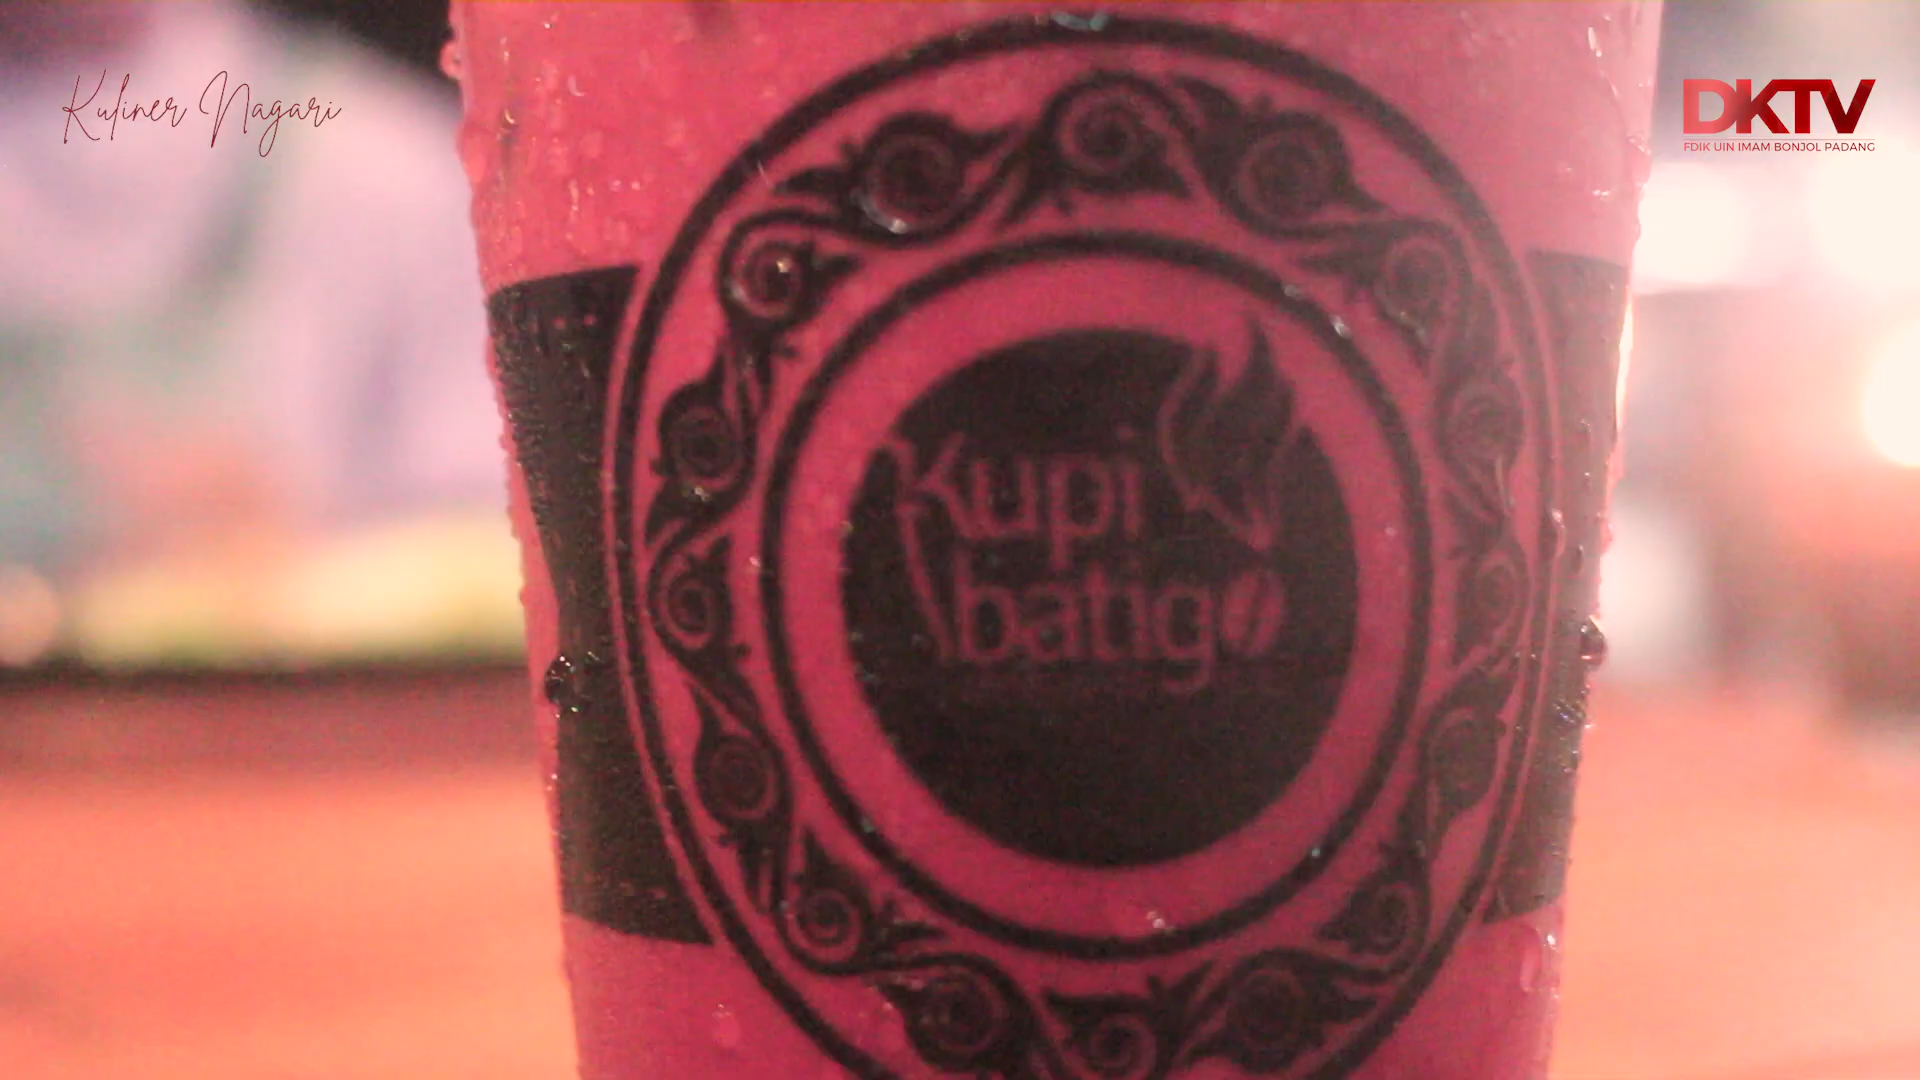 Kuliner Nagari
DKTV
FDIK UIN IMAM BONJOL PADANG
Kupi
batigo